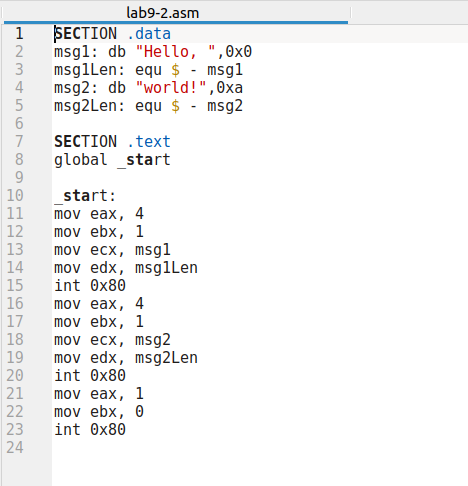 lab9-2.asm
1 SECTION .data
2 msg1: db "Hello, ",0x0
3 msg1Len: equ $ - msg1
4 msg2: db "world!",0xa
5 msg2Len: equ $ - msg2
6
7 SECTION .text
8 global _start
9
10 _start:
11 mov eax, 4
12 mov ebx, 1
13 mov ecx, msg1
14 mov edx, msg1Len
15 int 0x80
16 mov eax, 4
17 mov ebx, 1
18 mov ecx, msg2
19 mov edx, msg2Len
20 int 0x80
21 mov eax, 1
22 mov ebx, 0
23 int 0x80
24